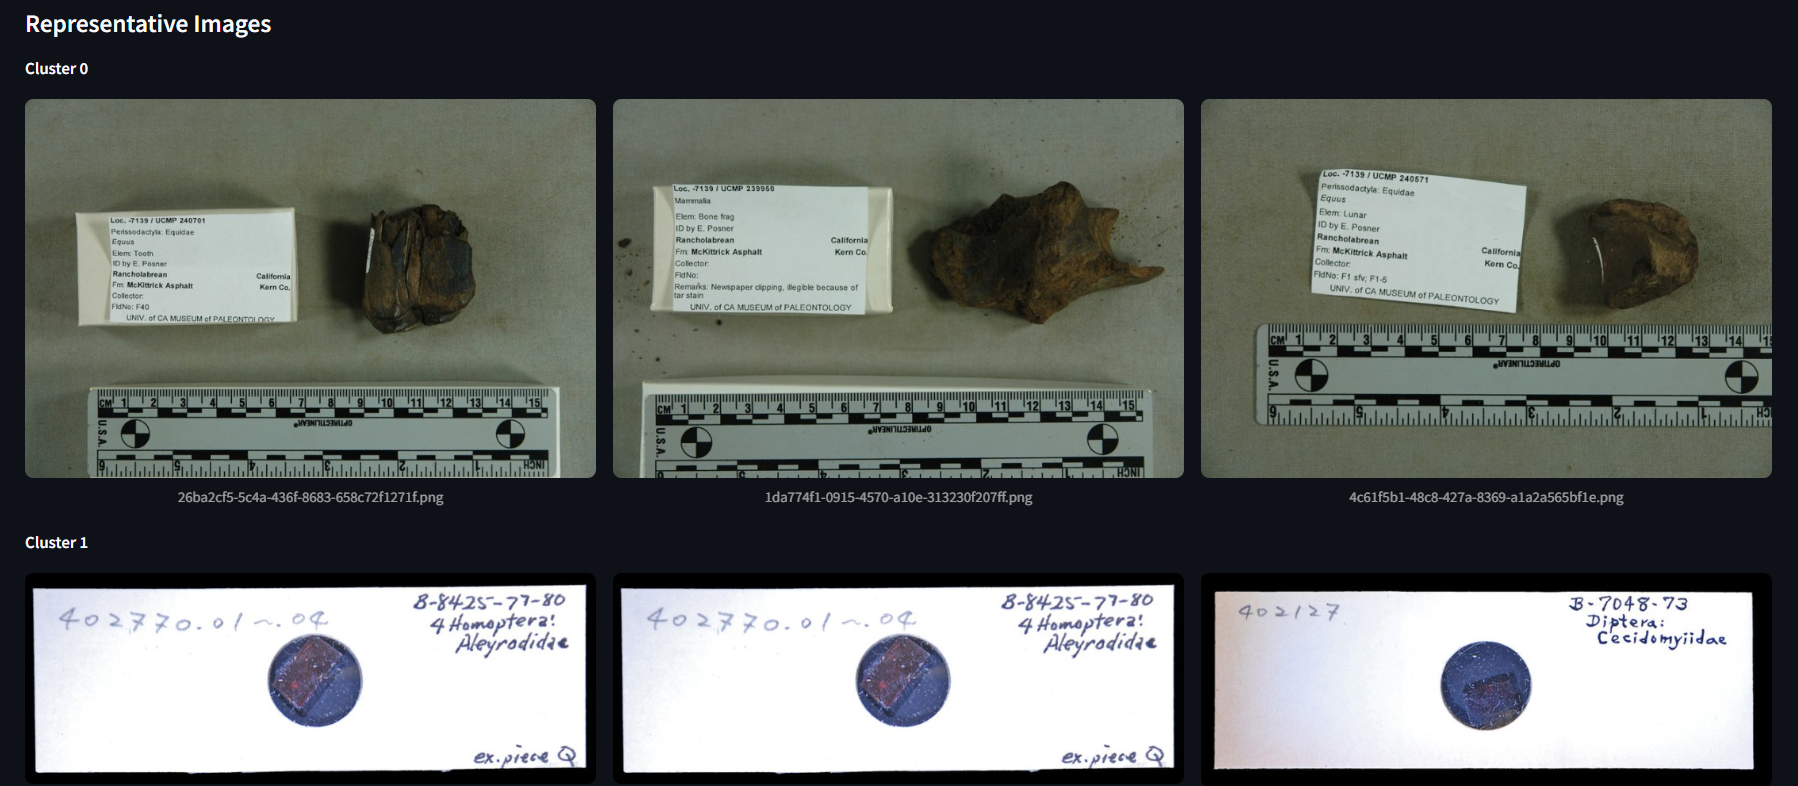 Representative Images
Cluster 0
Loc. -7139 / UCMP 240701
Perissodactyla: Equidae
Equus
Elem: Tooth
ID by E. Posner
Rancholabrean California
Fm: McKittrick Asphalt Kern Co.
Collector:
FldNo: F40
UNIV. of CA MUSEUM of PALEONTOLOGY
CM 1 2 3 4 5 6 7 8 9 10 11 12 13 14 15
U.S.A.
OPTIRECTILINEAR®
6 5 4 3 2 1 INCH
Loc. -7139 / UCMP 239950
Mammalia
Elem: Bone frag
ID by E. Posner
Rancholabrean California
Fm: McKittrick Asphalt Kern Co.
Collector:
FldNo:
Remarks: Newspaper clipping, illegible because of
tar stain
UNIV. of CA MUSEUM of PALEONTOLOGY
CM 1 2 3 4 5 6 7 8 9 10 11 12 13 14 15
U.S.A.
OPTIRECTILINEAR®
6 5 4 3 2 1 INCH
Loc. -7139 / UCMP 240571
Perissodactyla: Equidae
Equus
Elem: Lunar
ID by E. Posner
Rancholabrean California
Fm: McKittrick Asphalt Kern Co.
Collector:
FldNo: F1 sfv, F1-6
UNIV. of CA MUSEUM of PALEONTOLOGY
CM 1 2 3 4 5 6 7 8 9 10 11 12 13 14 15
U.S.A.
OPTIRECTILINEAR®
6 5 4 3 2 1 INCH
26ba2cf5-5c4a-436f-8683-658c72f1271f.png
1da774f1-0915-4570-a10e-313230f207ff.png
4c61f5b1-48c8-427a-8369-a1a2a565bf1e.png
Cluster 1
402770.01~.04
B-8425-77-80
4 Homoptera!
Aleyrodidae
ex. piece Q
402770.01~.04
B-8425-77-80
4 Homoptera!
Aleyrodidae
ex. piece Q
402127
B-7048-73
Diptera:
Cecidomyiidae